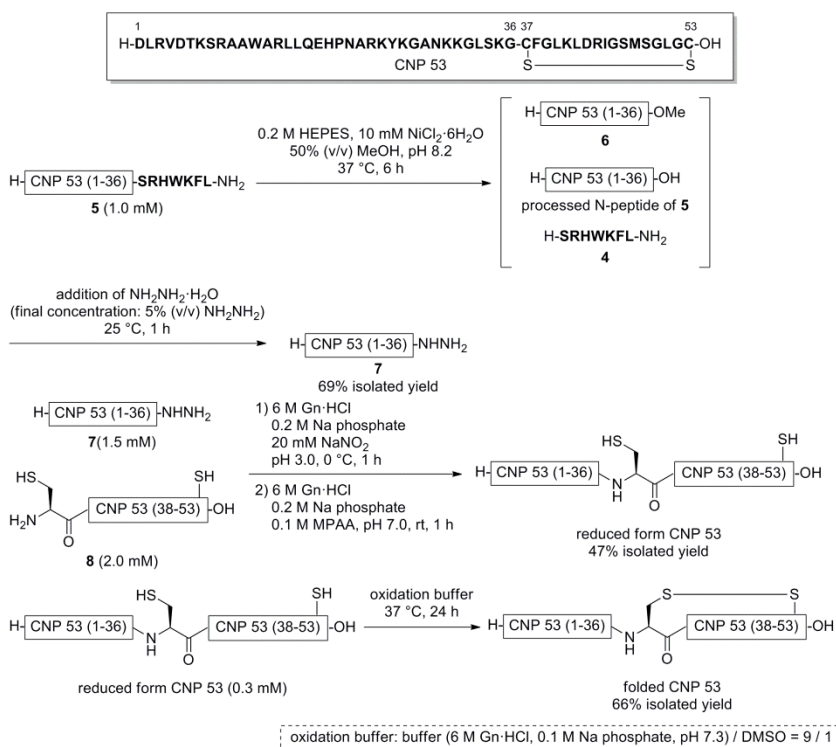 1 36 37 53
H-DLRVDTKSRAAWARLLQEHPNARKYKGANKKGLSKG-CFGLKLDRIGSMSGLGC-OH
CNP 53 S S
0.2 M HEPES, 10 mM NiCl2·6H2O
50% (v/v) MeOH, pH 8.2
37 °C, 6 h
H-CNP 53 (1-36)-SRHWKFL-NH2
5 (1.0 mM)
H-CNP 53 (1-36)-OMe
6
H-CNP 53 (1-36)-OH
processed N-peptide of 5
H-SRHWKFL-NH2
4
addition of NH2NH2·H2O
(final concentration: 5% (v/v) NH2NH2)
25 °C, 1 h
H-CNP 53 (1-36)-NHNH2
7
69% isolated yield
H-CNP 53 (1-36)-NHNH2
7(1.5 mM)
HS SH
H2N CNP 53 (38-53)-OH
O
8 (2.0 mM)
1) 6 M Gn·HCl
0.2 M Na phosphate
20 mM NaNO2
pH 3.0, 0 °C, 1 h
2) 6 M Gn·HCl
0.2 M Na phosphate
0.1 M MPAA, pH 7.0, rt, 1 h
HS SH
H-CNP 53 (1-36) N CNP 53 (38-53)-OH
H O
reduced form CNP 53
47% isolated yield
HS SH
H-CNP 53 (1-36) N CNP 53 (38-53)-OH
H O
reduced form CNP 53 (0.3 mM)
oxidation buffer
37 °C, 24 h
S S
H-CNP 53 (1-36) N CNP 53 (38-53)-OH
H O
folded CNP 53
66% isolated yield
oxidation buffer: buffer (6 M Gn·HCl, 0.1 M Na phosphate, pH 7.3) / DMSO = 9 / 1